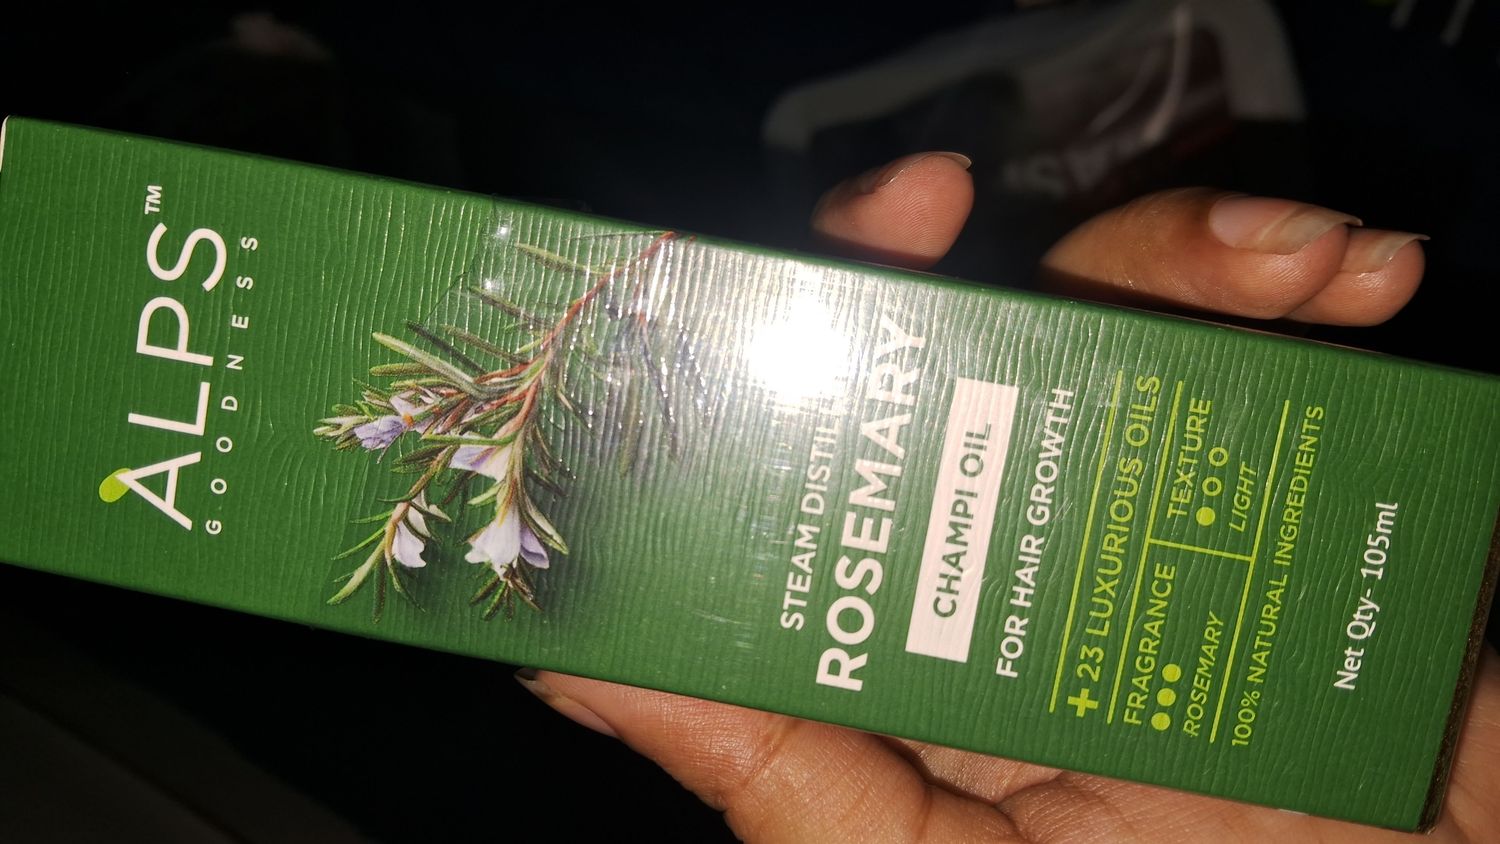 ALPS™
GOODNESS
STEAM DISTILLED
ROSEMARY
CHAMPI OIL
FOR HAIR GROWTH
+ 23 LUXURIOUS OILS
FRAGRANCE
ROSEMARY
TEXTURE
LIGHT
100% NATURAL INGREDIENTS
Net Qty- 105ml